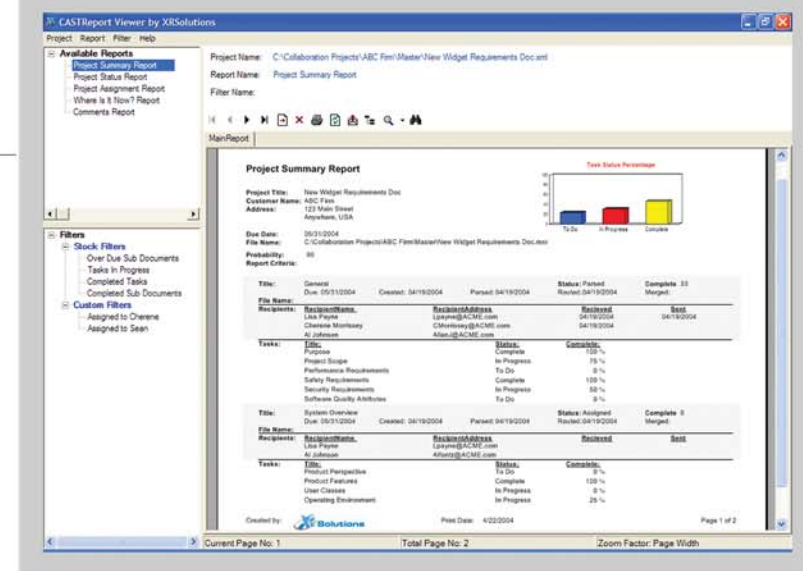 CASTReport Viewer by XRSolutions
Project Report Filter Help
Available Reports
Project Summary Report
Project Status Report
Project Assignment Report
Where Is It Now? Report
Comments Report
Filters
Stock Filters
Over Due Sub Documents
Tasks In Progress
Completed Tasks
Completed Sub Documents
Custom Filters
Assigned to Cherene
Assigned to Sean
Project Name: C:\Collaboration Projects\ABC Firm\Master\New Widget Requirements Doc.xml
Report Name: Project Summary Report
Filter Name:
MainReport
Project Summary Report
Task Status Percentage
To Do In Progress Complete
Project Title: New Widget Requirements Doc
Customer Name: ABC Firm
Address: 123 Main Street
Anywhere, USA
Due Date: 05/31/2004
File Name: C:\Collaboration Projects\ABC Firm\Master\New Widget Requirements Doc.xml
Probability: 90
Report Criteria:
Title: General Status: Parsed Complete 33
Due: 05/31/2004 Created: 04/19/2004 Parsed: 04/19/2004 Routed: 04/19/2004 Merged:
File Name:
Recipients: RecipientName RecipientAddress Recieved Sent
Lisa Payne Lpayne@ACME.com 04/19/2004 04/19/2004
Cherene Morrissey CMorrissey@ACME.com 04/19/2004
Al Johnson
Tasks: Title: Status: Complete:
Purpose Complete 100 %
Project Scope In Progress 75 %
Performance Requirements To Do 0 %
Safety Requirements Complete 100 %
Security Requirements In Progress 50 %
Software Quality Attributes To Do 0 %
Title: System Overview Status: Assigned Complete 0
Due: 05/31/2004 Created: 04/19/2004 Parsed: 04/19/2004 Routed: 04/19/2004 Merged:
File Name:
Recipients: RecipientName RecipientAddress Recieved Sent
Lisa Payne Lpayne@ACME.com
Al Johnson
Tasks: Title: Status: Complete:
Product Perspective To Do 0 %
Product Features Complete 100 %
User Classes In Progress 0 %
Operating Environment In Progress 25 %
Created by: XRSolutions Print Date: 4/22/2004 Page 1 of 2
Current Page No: 1 Total Page No: 2 Zoom Factor: Page Width